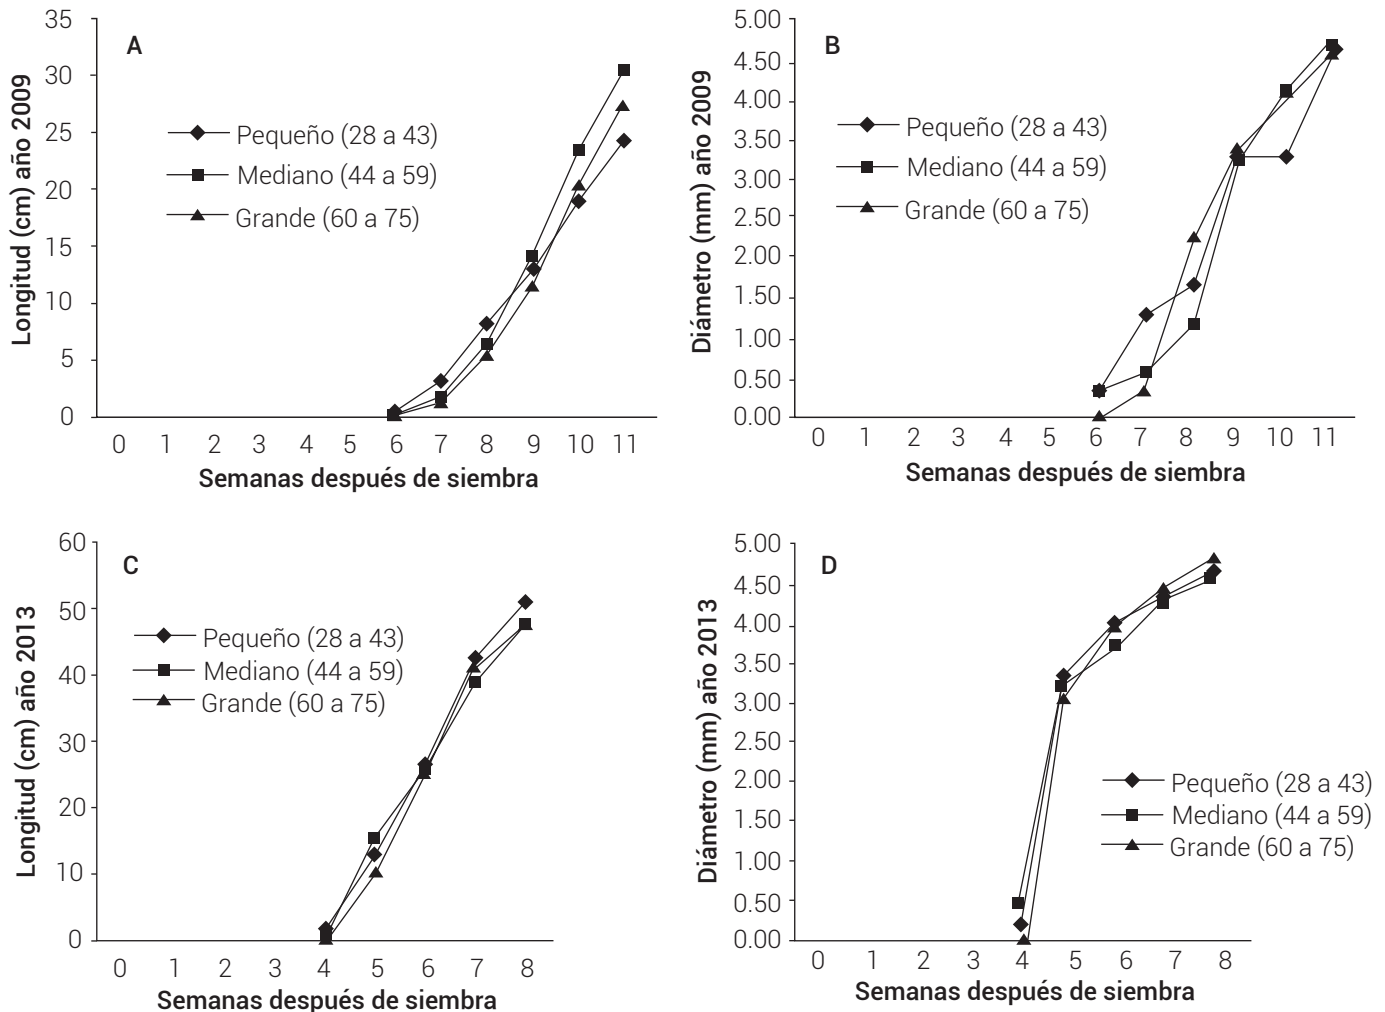 A
Longitud (cm) año 2009
35
30
25
20
15
10
5
0
Pequeño (28 a 43)
Mediano (44 a 59)
Grande (60 a 75)
0 1 2 3 4 5 6 7 8 9 10 11
Semanas después de siembra
B
Diámetro (mm) año 2009
5.00
4.50
4.00
3.50
3.00
2.50
2.00
1.50
1.00
0.50
0.00
Pequeño (28 a 43)
Mediano (44 a 59)
Grande (60 a 75)
0 1 2 3 4 5 6 7 8 9 10 11
Semanas después de siembra
C
Longitud (cm) año 2013
60
50
40
30
20
10
0
Pequeño (28 a 43)
Mediano (44 a 59)
Grande (60 a 75)
0 1 2 3 4 5 6 7 8
Semanas después de siembra
D
Diámetro (mm) año 2013
5.00
4.50
4.00
3.50
3.00
2.50
2.00
1.50
1.00
0.50
0.00
Pequeño (28 a 43)
Mediano (44 a 59)
Grande (60 a 75)
0 1 2 3 4 5 6 7 8
Semanas después de siembra